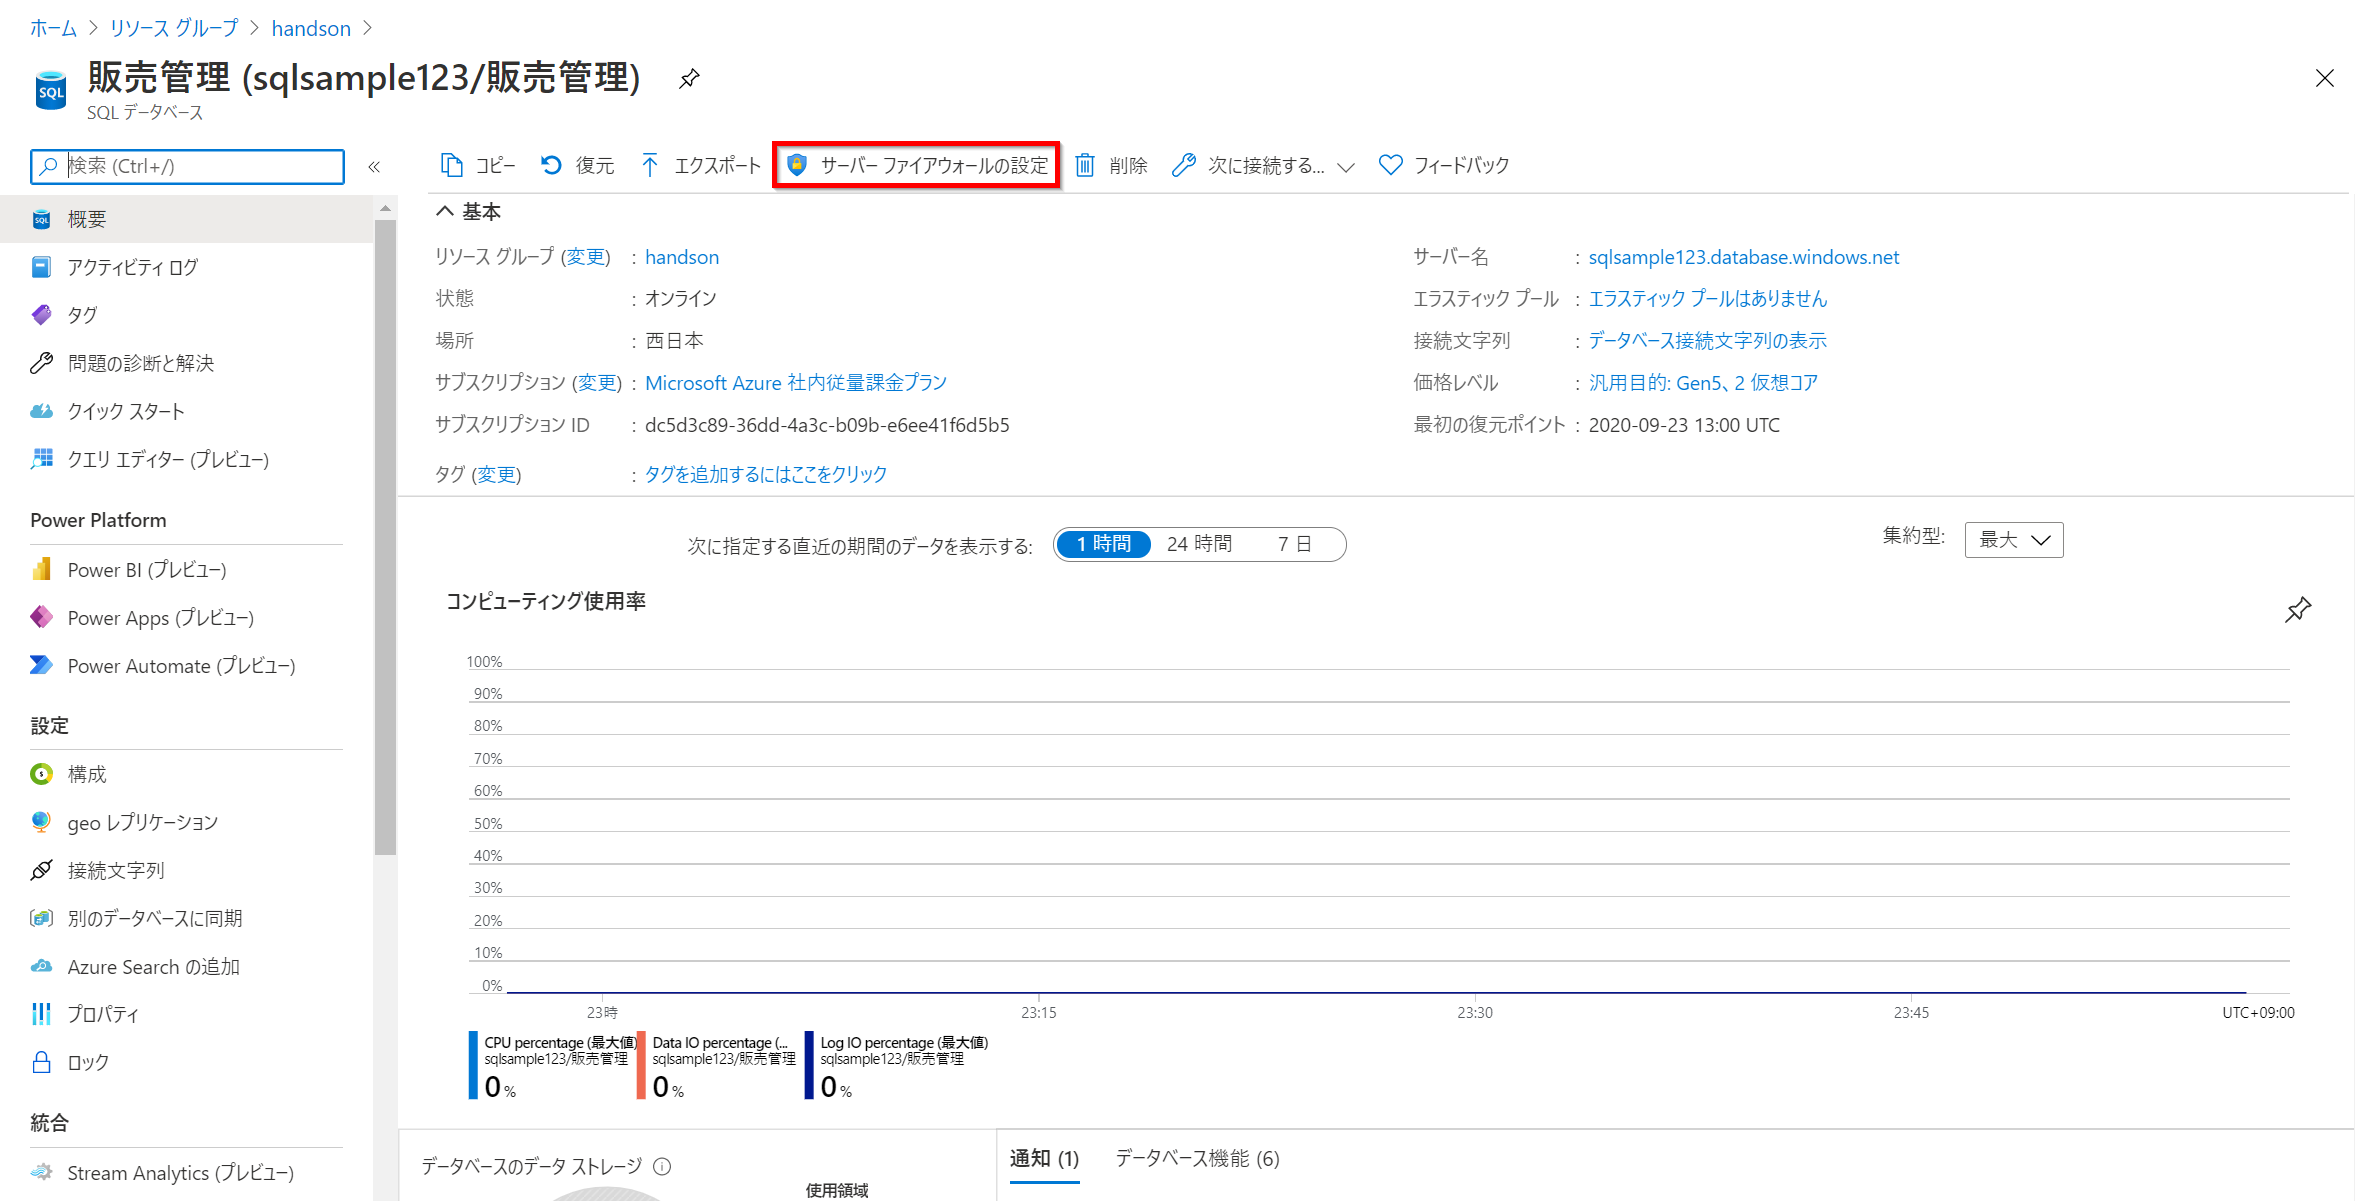 ホーム > リソース グループ > handson >
販売管理 (sqlsample123/販売管理)
SQL
SQL データベース
検索 (Ctrl+/)
«
コピー
復元
エクスポート
サーバー ファイアウォールの設定
削除
次に接続する...
フィードバック
概要
アクティビティ ログ
タグ
問題の診断と解決
クイック スタート
クエリ エディター (プレビュー)
Power Platform
Power BI (プレビュー)
Power Apps (プレビュー)
Power Automate (プレビュー)
設定
構成
geo レプリケーション
接続文字列
別のデータベースに同期
Azure Search の追加
プロパティ
ロック
統合
Stream Analytics (プレビュー)
基本
リソース グループ (変更) : handson
状態 : オンライン
場所 : 西日本
サブスクリプション (変更) : Microsoft Azure 社内従量課金プラン
サブスクリプション ID : dc5d3c89-36dd-4a3c-b09b-e6ee41f6d5b5
タグ (変更) : タグを追加するにはここをクリック
サーバー名 : sqlsample123.database.windows.net
エラスティック プール : エラスティック プールはありません
接続文字列 : データベース接続文字列の表示
価格レベル : 汎用目的: Gen5、2 仮想コア
最初の復元ポイント : 2020-09-23 13:00 UTC
次に指定する直近の期間のデータを表示する: 1 時間 24 時間 7 日
集約型: 最大
コンピューティング使用率
100%
90%
80%
70%
60%
50%
40%
30%
20%
10%
0%
23時 23:15 23:30 23:45 UTC+09:00
CPU percentage (最大値)
sqlsample123/販売管理
0 %
Data IO percentage (...
sqlsample123/販売管理
0 %
Log IO percentage (最大値)
sqlsample123/販売管理
0 %
データベースのデータ ストレージ
使用領域
通知 (1)
データベース機能 (6)